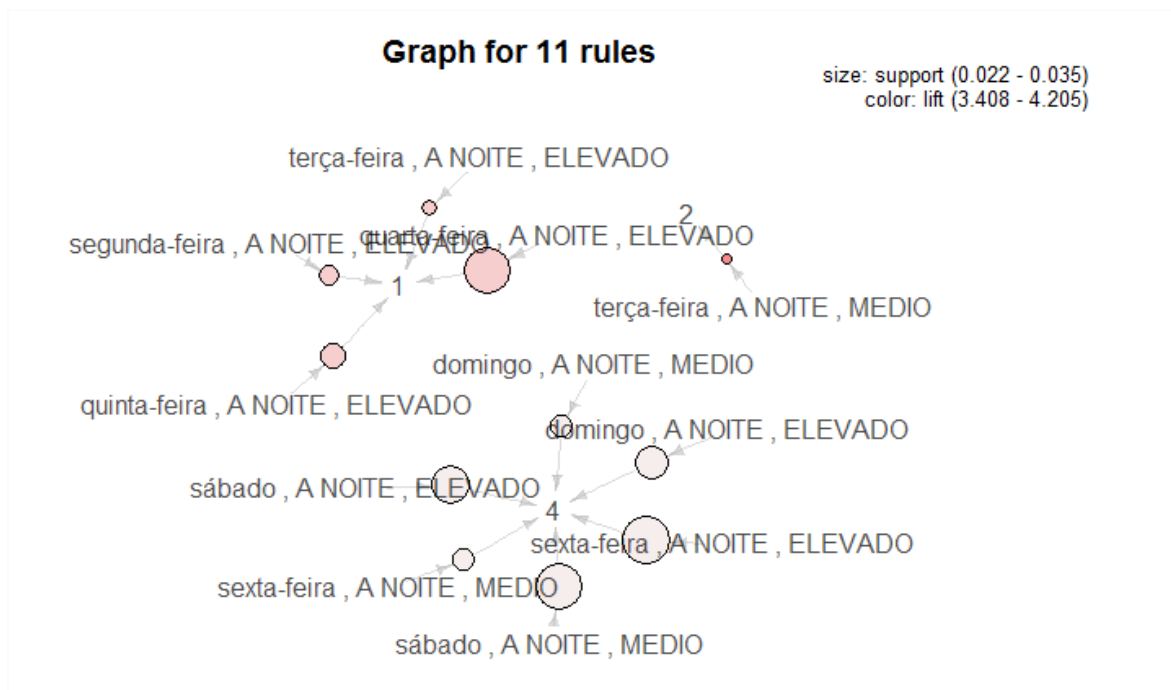 Graph for 11 rules
size: support (0.022 - 0.035)
color: lift (3.408 - 4.205)
terça-feira , A NOITE , ELEVADO
2
quarta-feira , A NOITE , ELEVADO
segunda-feira , A NOITE , ELEVADO
1
terça-feira , A NOITE , MEDIO
domingo , A NOITE , MEDIO
quinta-feira , A NOITE , ELEVADO
domingo , A NOITE , ELEVADO
sábado , A NOITE , ELEVADO
4
sexta-feira , A NOITE , ELEVADO
sexta-feira , A NOITE , MEDIO
sábado , A NOITE , MEDIO